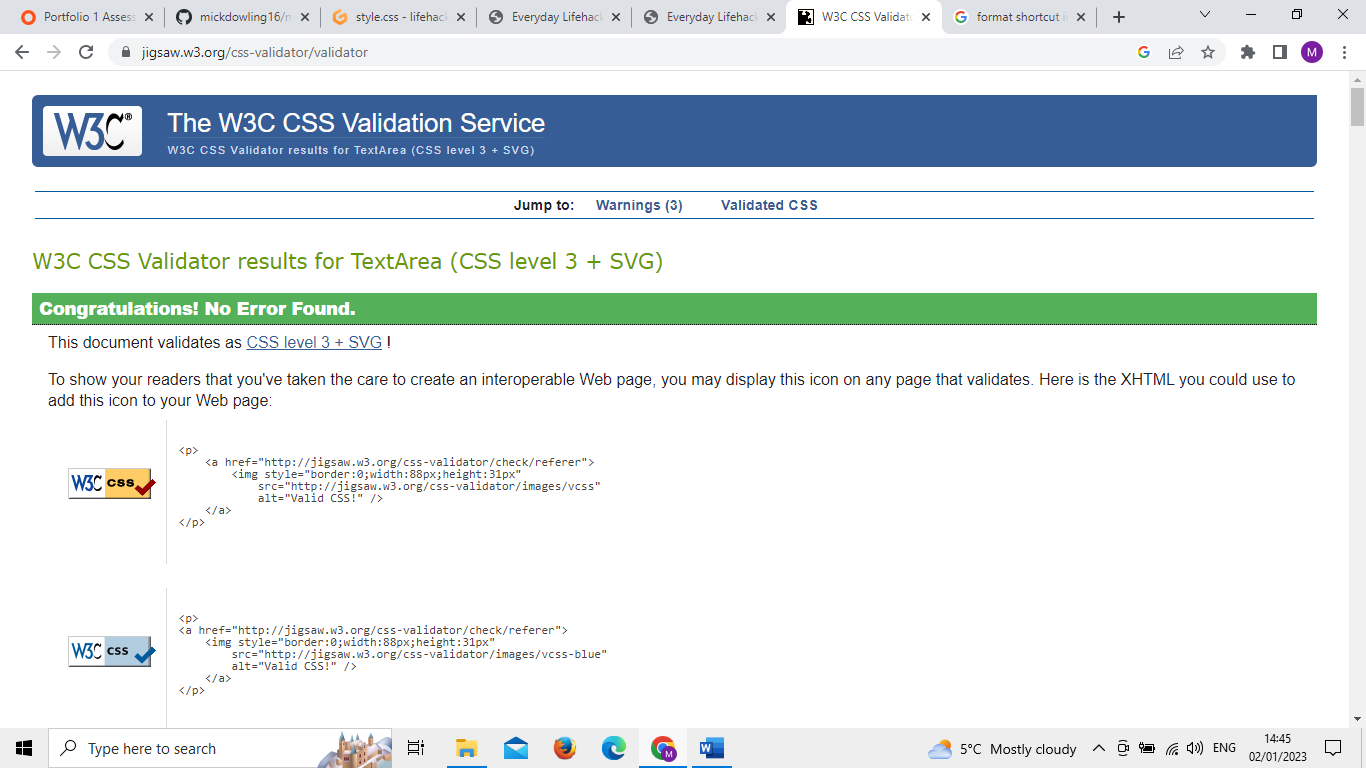 Portfolio 1 Assess
mickdowling16/m
style.css - lifehack
Everyday Lifehack
Everyday Lifehack
W3C CSS Validato
format shortcut in
jigsaw.w3.org/css-validator/validator
M
W3C®
The W3C CSS Validation Service
W3C CSS Validator results for TextArea (CSS level 3 + SVG)
Jump to: Warnings (3) Validated CSS
W3C CSS Validator results for TextArea (CSS level 3 + SVG)
Congratulations! No Error Found.
This document validates as CSS level 3 + SVG !
To show your readers that you've taken the care to create an interoperable Web page, you may display this icon on any page that validates. Here is the XHTML you could use to
add this icon to your Web page:
W3C css
<p>
<a href="http://jigsaw.w3.org/css-validator/check/referer">
<img style="border:0;width:88px;height:31px"
src="http://jigsaw.w3.org/css-validator/images/vcss"
alt="Valid CSS!" />
</a>
</p>
W3C css
<p>
<a href="http://jigsaw.w3.org/css-validator/check/referer">
<img style="border:0;width:88px;height:31px"
src="http://jigsaw.w3.org/css-validator/images/vcss-blue"
alt="Valid CSS!" />
</a>
</p>
Type here to search
M
W
5°C Mostly cloudy
ENG
14:45
02/01/2023